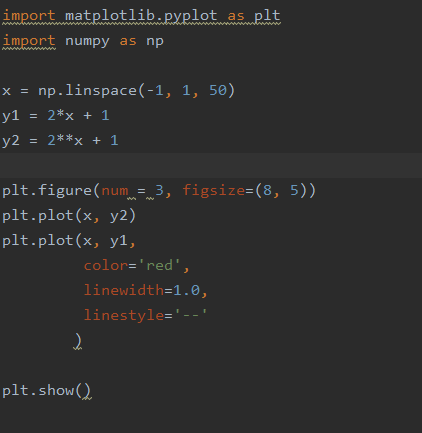 import matplotlib.pyplot as plt
import numpy as np
x = np.linspace(-1, 1, 50)
y1 = 2*x + 1
y2 = 2**x + 1
plt.figure(num = 3, figsize=(8, 5))
plt.plot(x, y2)
plt.plot(x, y1,
color='red',
linewidth=1.0,
linestyle='--'
)
plt.show()